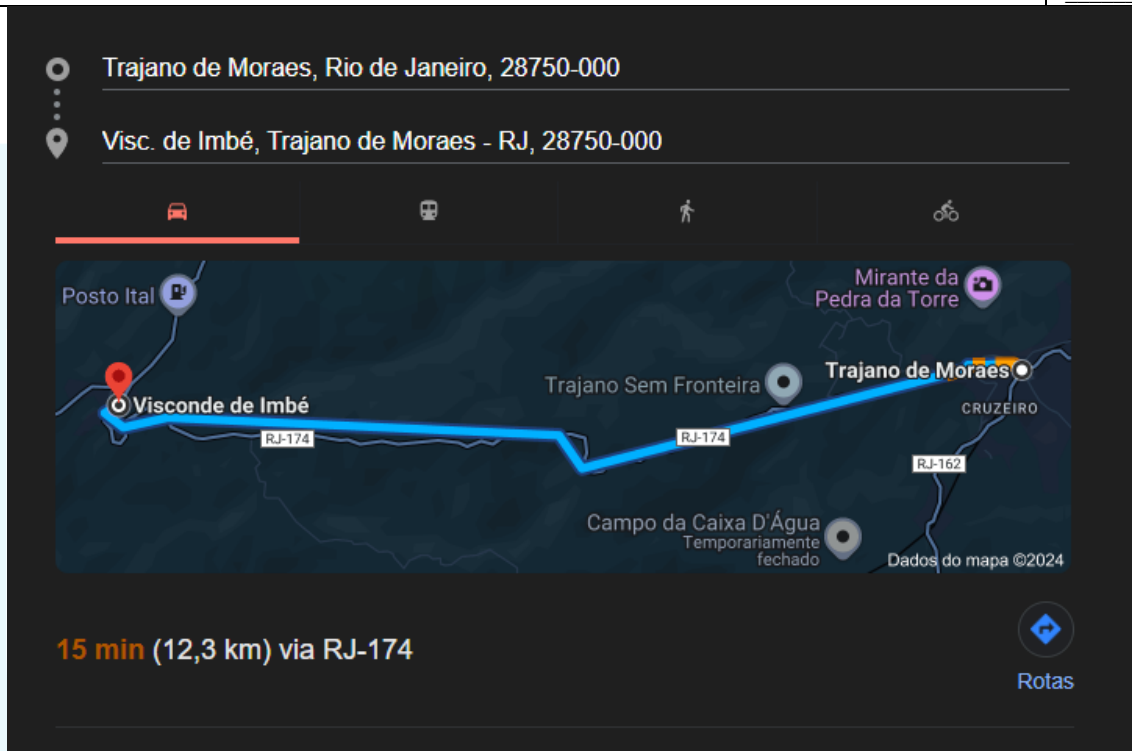 Trajano de Moraes, Rio de Janeiro, 28750-000
Visc. de Imbé, Trajano de Moraes - RJ, 28750-000
Posto Ital
Mirante da
Pedra da Torre
Trajano Sem Fronteira
Trajano de Moraes
Visconde de Imbé
CRUZEIRO
RJ-174
RJ-174
RJ-162
Campo da Caixa D'Água
Temporariamente
fechado
Dados do mapa ©2024
15 min (12,3 km) via RJ-174
Rotas